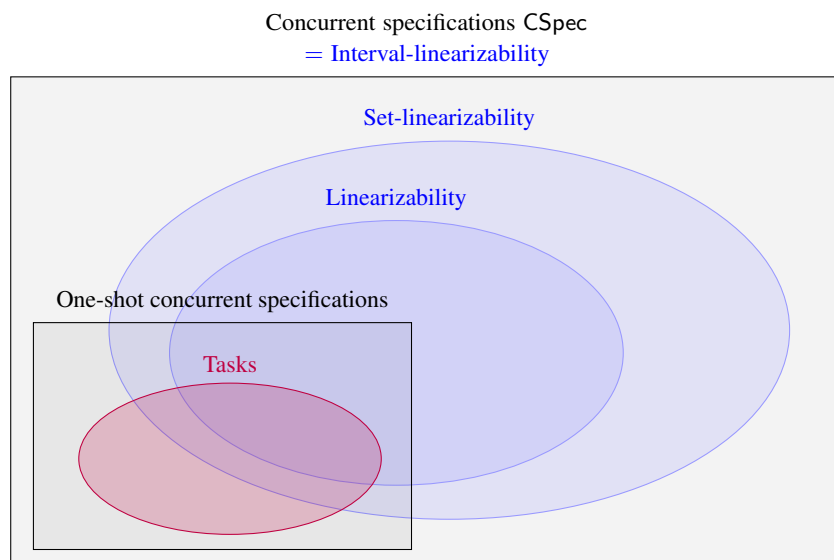 Concurrent specifications CSpec
= Interval-linearizability
Set-linearizability
Linearizability
One-shot concurrent specifications
Tasks